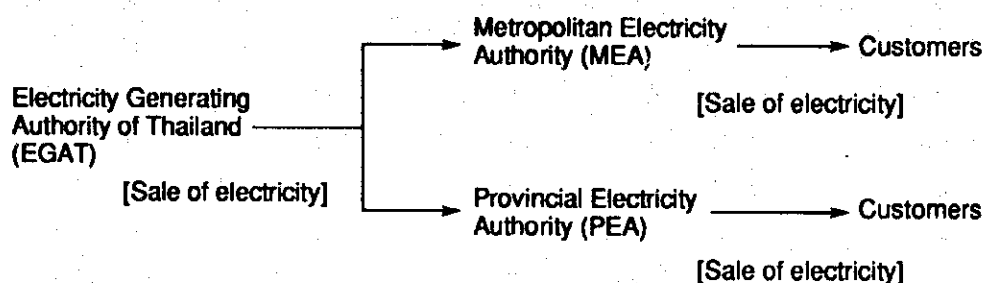 Metropolitan Electricity
Authority (MEA)
Customers
[Sale of electricity]
Electricity Generating
Authority of Thailand
(EGAT)
[Sale of electricity]
Provincial Electricity
Authority (PEA)
Customers
[Sale of electricity]